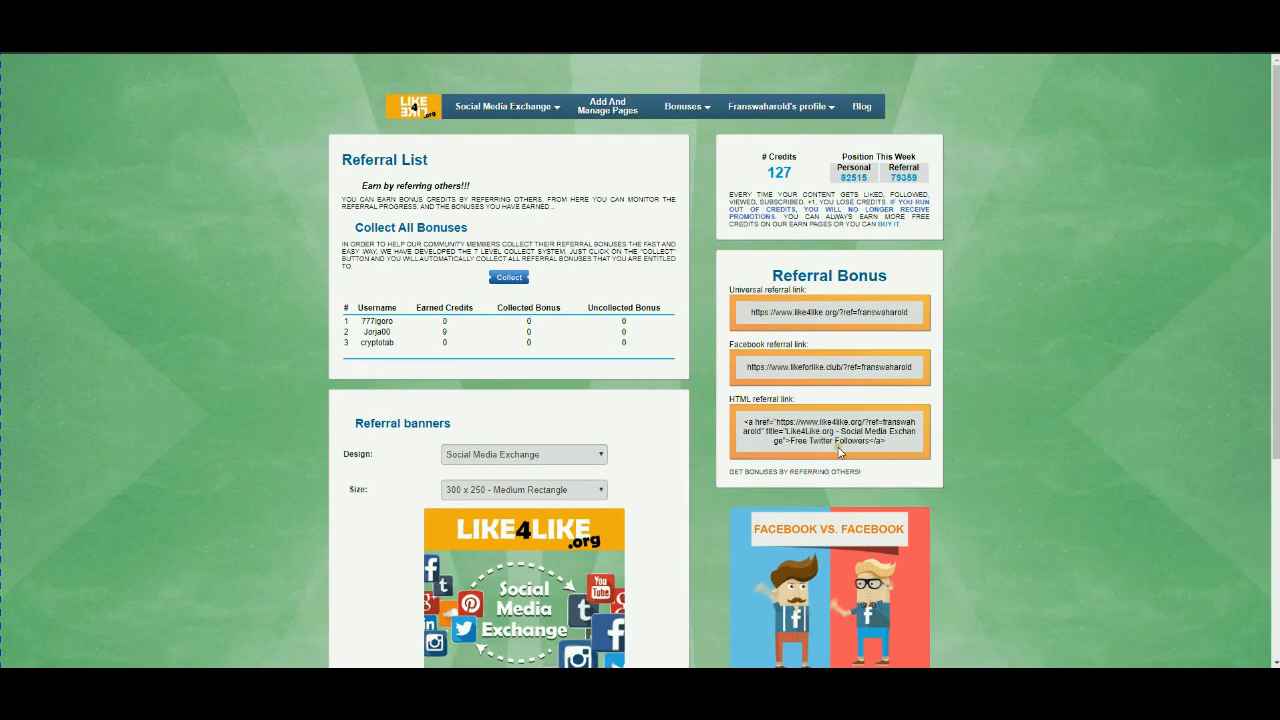 LIKE
4
LIKE
.org
Social Media Exchange
Add And
Manage Pages
Bonuses
Franswaharold's profile
Blog
Referral List
Earn by referring others!!!
YOU CAN EARN BONUS CREDITS BY REFERRING OTHERS. FROM HERE YOU CAN MONITOR THE
REFERRAL PROGRESS, AND THE BONUSES YOU HAVE EARNED...
Collect All Bonuses
IN ORDER TO HELP OUR COMMUNITY MEMBERS COLLECT THEIR REFERRAL BONUSES THE FAST AND
EASY WAY, WE HAVE DEVELOPED THE 7 LEVEL COLLECT SYSTEM. JUST CLICK ON THE "COLLECT"
BUTTON AND YOU WILL AUTOMATICALLY COLLECT ALL REFERRAL BONUSES THAT YOU ARE ENTITLED
TO.
Collect
# Username Earned Credits Collected Bonus Uncollected Bonus
1 777igoro 0 0 0
2 Jorja00 9 0 0
3 cryptotab 0 0 0
Referral banners
Design: Social Media Exchange
Size: 300 x 250 - Medium Rectangle
LIKE4LIKE
.org
Social
Media
Exchange
You
Tube
# Credits
127
Position This Week
Personal Referral
82515 79359
EVERY TIME YOUR CONTENT GETS LIKED, FOLLOWED,
VIEWED, SUBSCRIBED, +1, YOU LOSE CREDITS. IF YOU RUN
OUT OF CREDITS, YOU WILL NO LONGER RECEIVE
PROMOTIONS. YOU CAN ALWAYS EARN MORE FREE
CREDITS ON OUR EARN PAGES OR YOU CAN BUY IT.
Referral Bonus
Universal referral link:
https://www.like4like.org/?ref=franswaharold
Facebook referral link:
https://www.likeforlike.club/?ref=franswaharold
HTML referral link:
<a href="https://www.like4like.org/?ref=franswah
arold" title="Like4Like.org - Social Media Exchan
ge">Free Twitter Followers</a>
GET BONUSES BY REFERRING OTHERS!
FACEBOOK VS. FACEBOOK